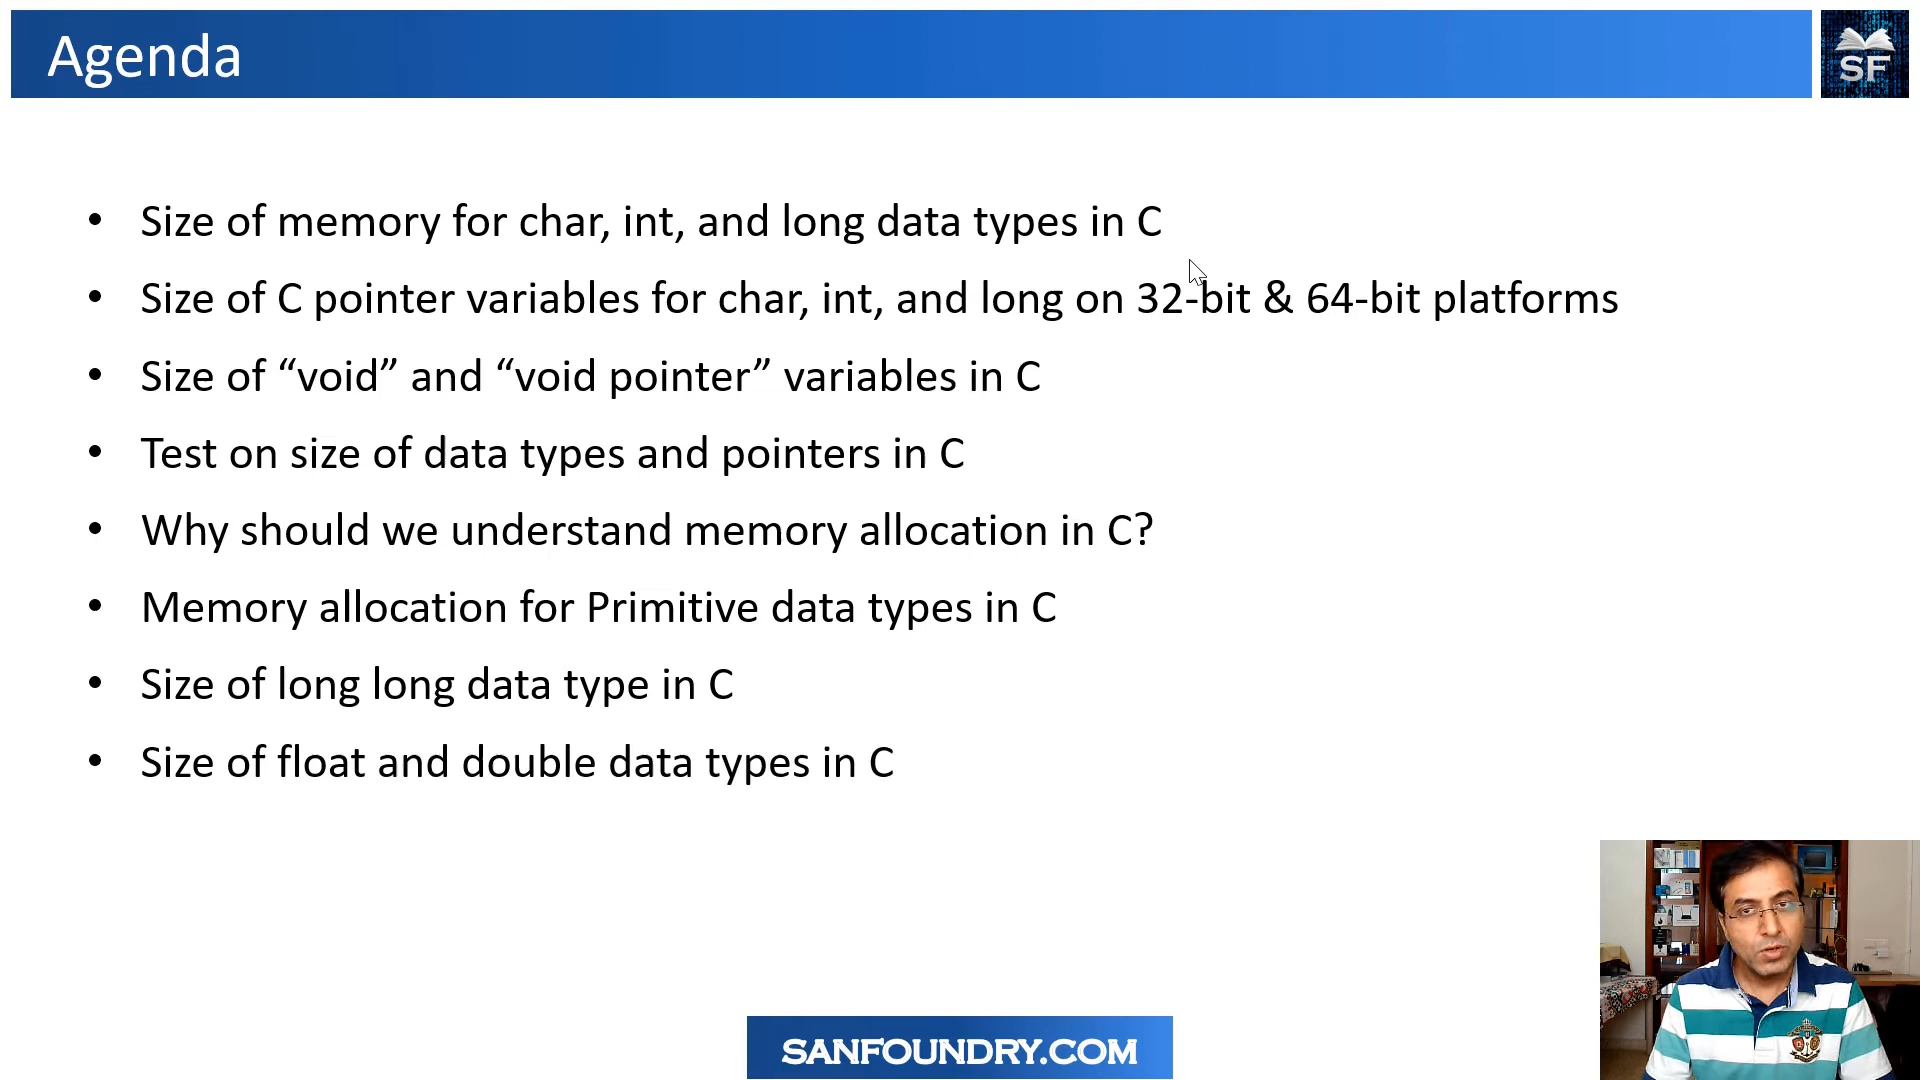 Agenda
SF
• Size of memory for char, int, and long data types in C
• Size of C pointer variables for char, int, and long on 32-bit & 64-bit platforms
• Size of “void” and “void pointer” variables in C
• Test on size of data types and pointers in C
• Why should we understand memory allocation in C?
• Memory allocation for Primitive data types in C
• Size of long long data type in C
• Size of float and double data types in C
SANFOUNDRY.COM